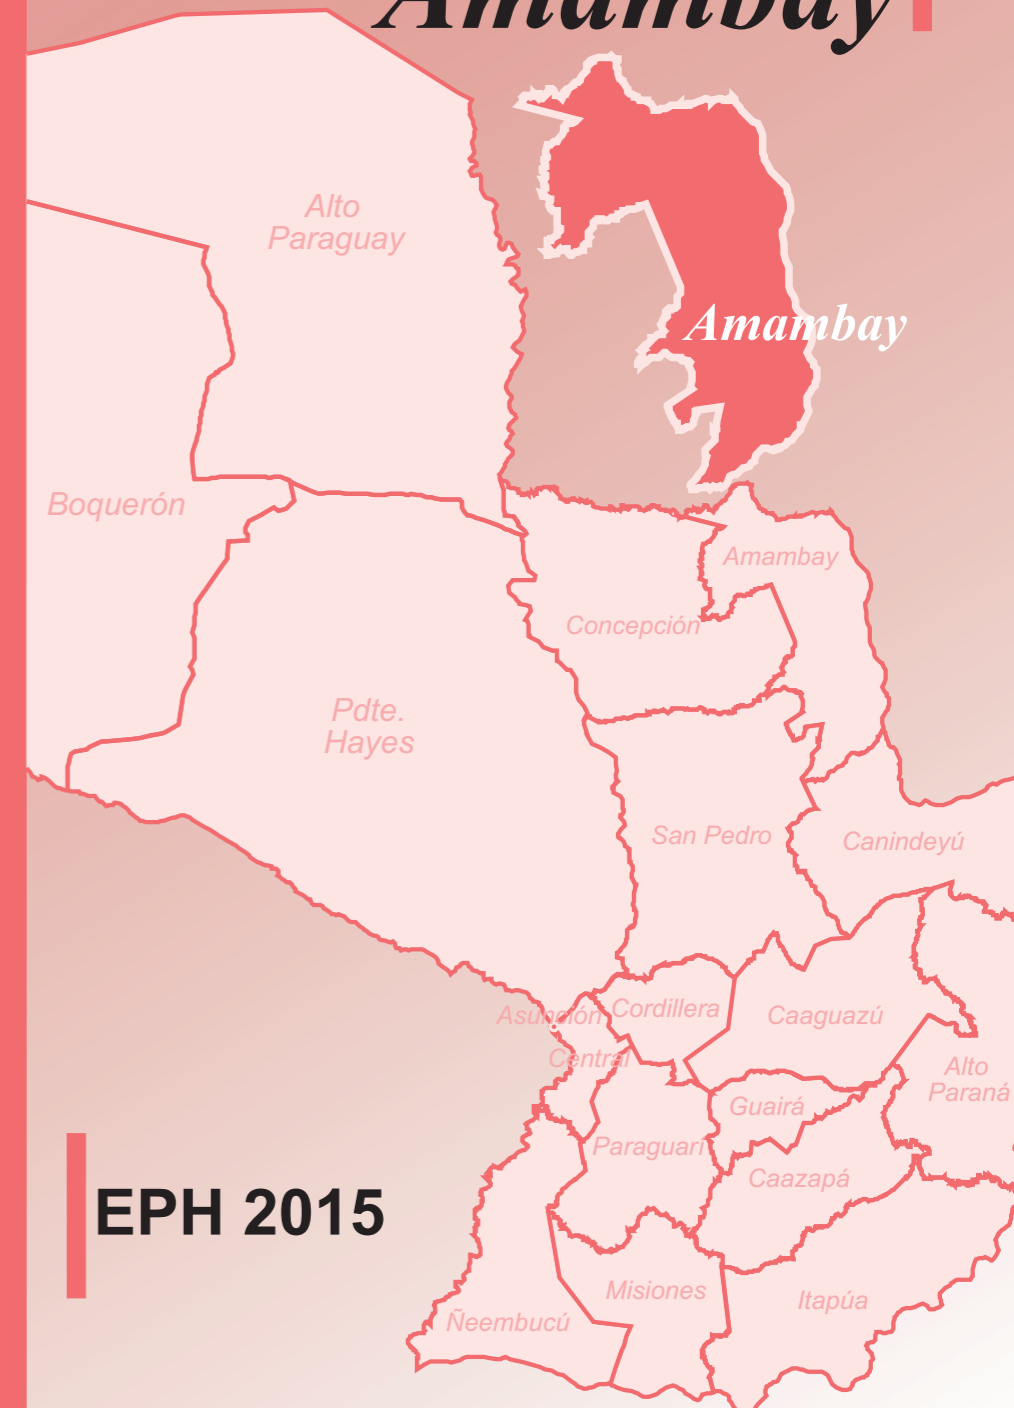 Amambay
Alto
Paraguay
Amambay
Boquerón
Amambay
Concepción
Pdte.
Hayes
San Pedro
Canindeyú
Asunción
Cordillera
Caaguazú
Central
Alto
Paraná
Guairá
Paraguarí
Caazapá
EPH 2015
Misiones
Itapúa
Ñeembucú